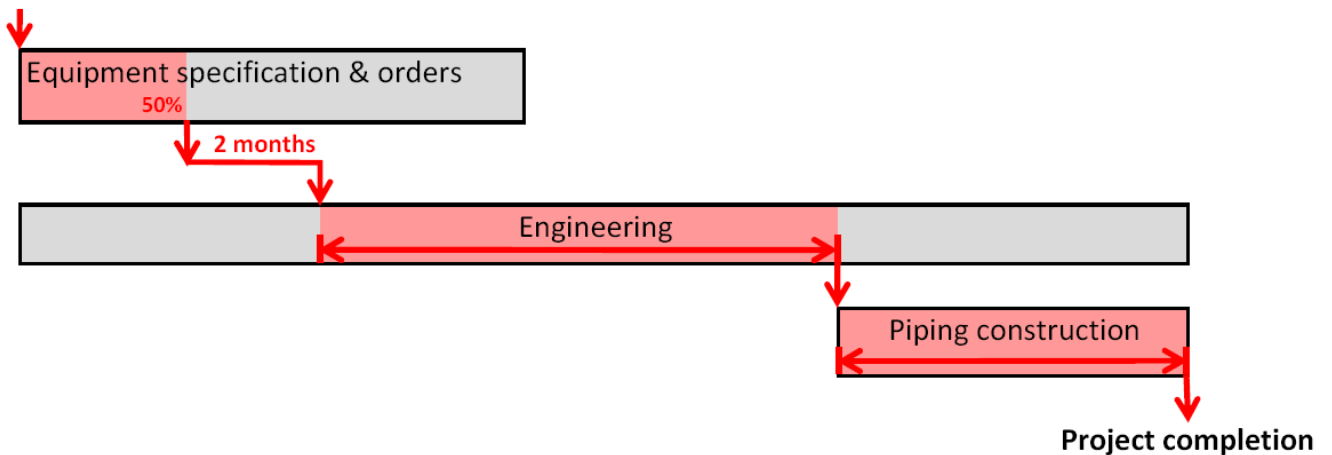 Equipment specification & orders
50%
2 months
Engineering
Piping construction
Project completion